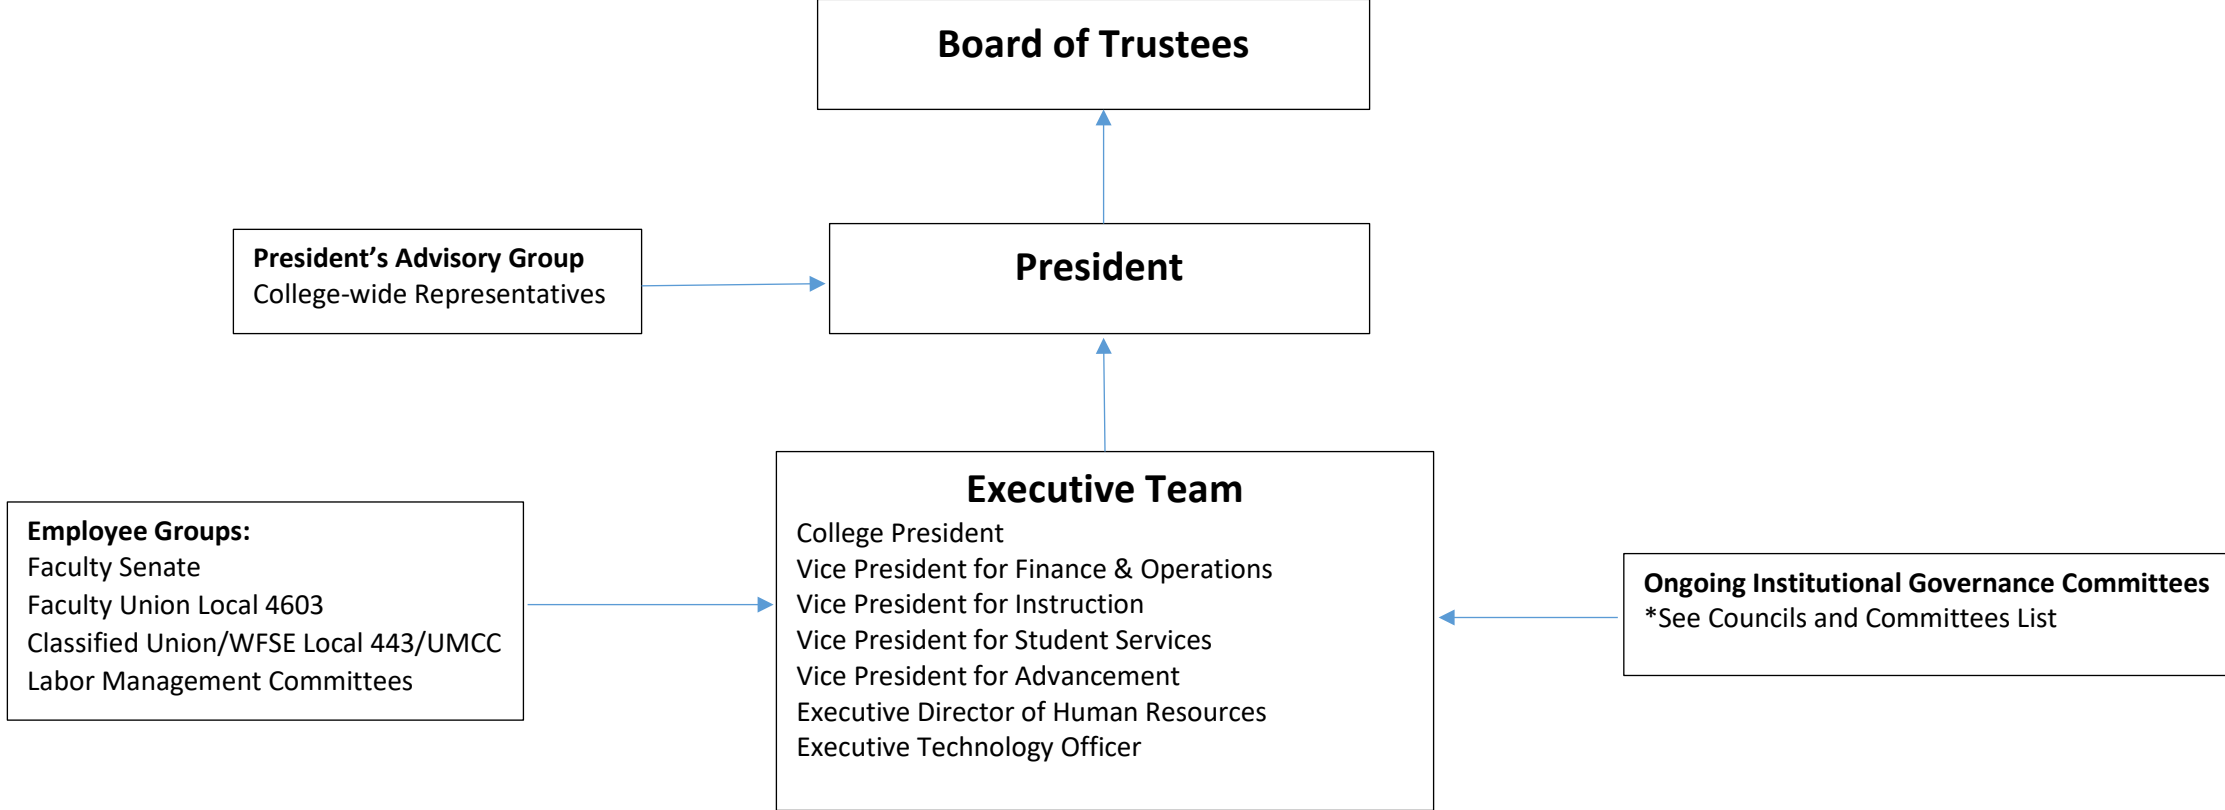 Board of Trustees
President’s Advisory Group
College-wide Representatives
President
Employee Groups:
Faculty Senate
Faculty Union Local 4603
Classified Union/WFSE Local 443/UMCC
Labor Management Committees
Executive Team
College President
Vice President for Finance & Operations
Vice President for Instruction
Vice President for Student Services
Vice President for Advancement
Executive Director of Human Resources
Executive Technology Officer
Ongoing Institutional Governance Committees
*See Councils and Committees List